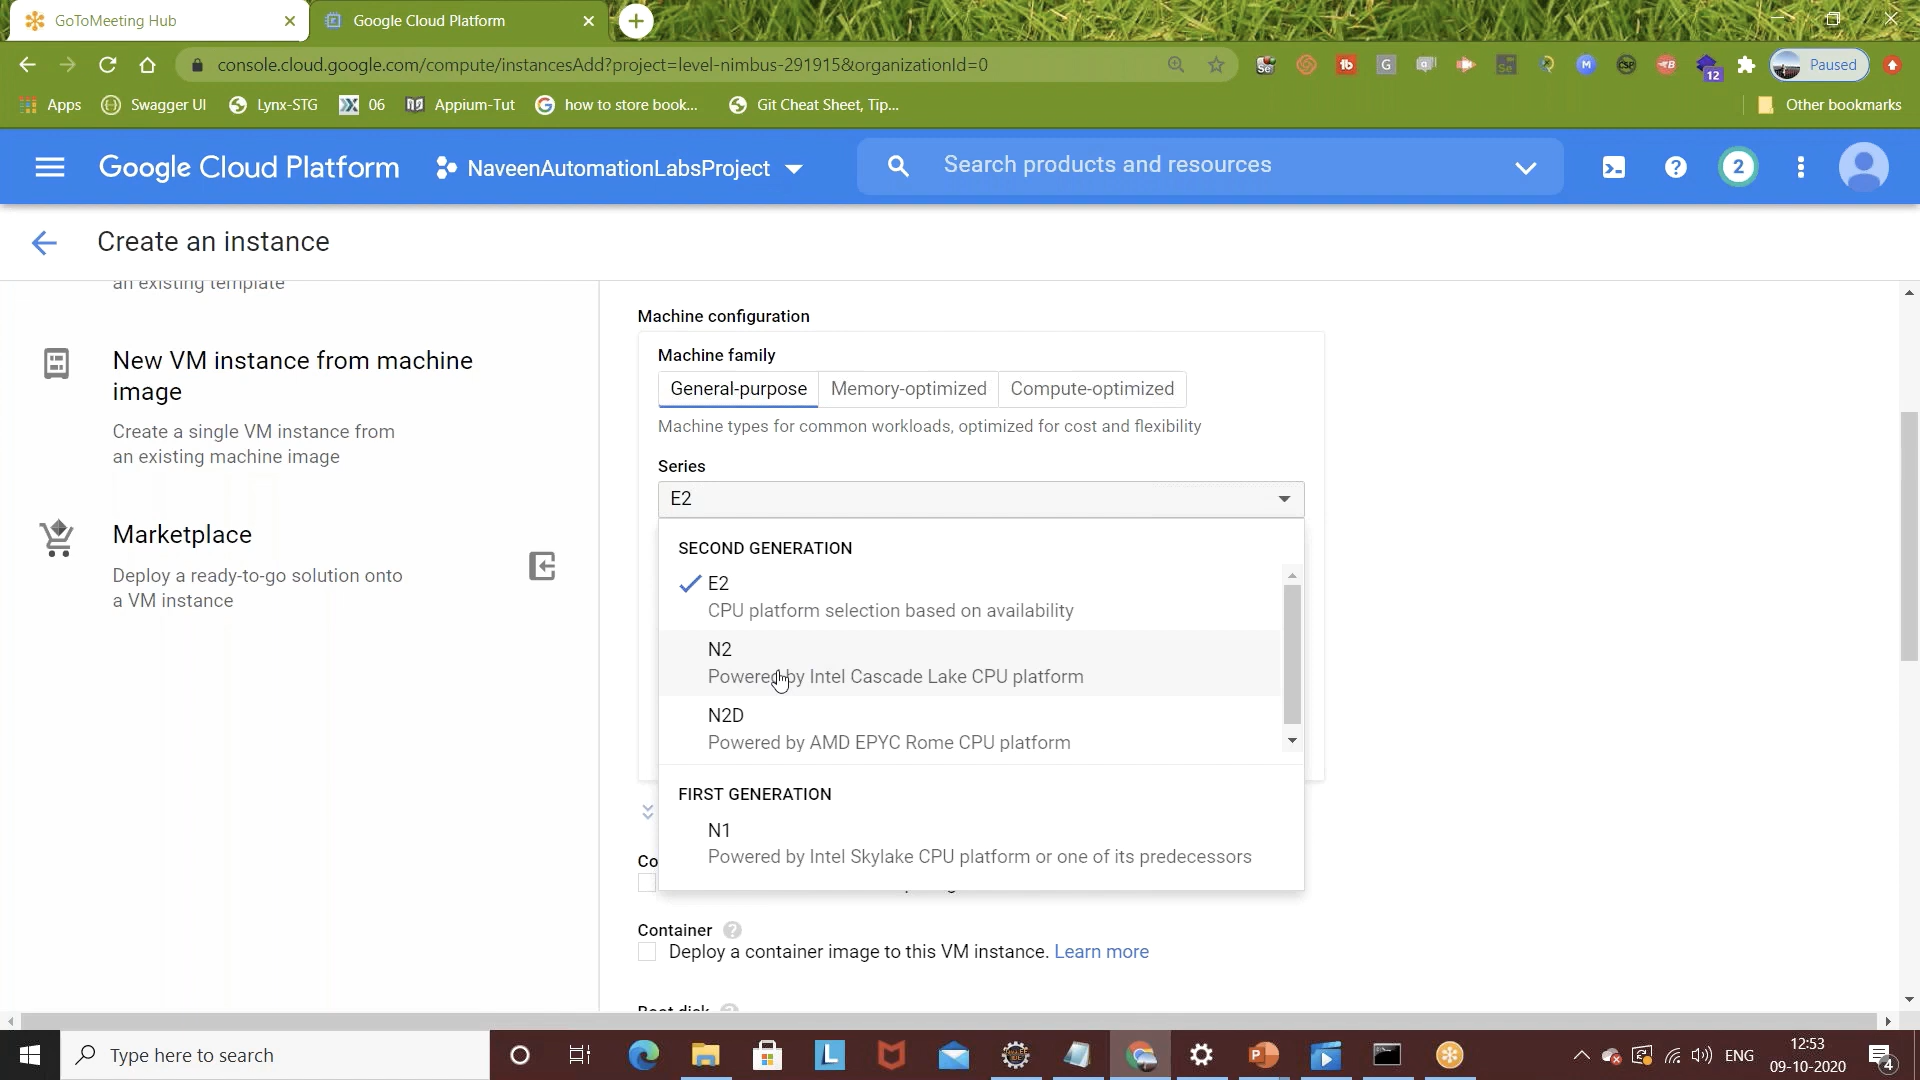 GoToMeeting Hub
Google Cloud Platform
console.cloud.google.com/compute/instancesAdd?project=level-nimbus-291915&organizationId=0
Paused
Apps
Swagger UI
Lynx-STG
06
Appium-Tut
how to store book...
Git Cheat Sheet, Tip...
Other bookmarks
12
Google Cloud Platform
NaveenAutomationLabsProject
Search products and resources
2
Create an instance
an existing template
New VM instance from machine
image
Create a single VM instance from
an existing machine image
Marketplace
Deploy a ready-to-go solution onto
a VM instance
Machine configuration
Machine family
General-purpose
Memory-optimized
Compute-optimized
Machine types for common workloads, optimized for cost and flexibility
Series
E2
SECOND GENERATION
E2
CPU platform selection based on availability
N2
Powered by Intel Cascade Lake CPU platform
N2D
Powered by AMD EPYC Rome CPU platform
FIRST GENERATION
N1
Powered by Intel Skylake CPU platform or one of its predecessors
Co
Container
Deploy a container image to this VM instance. Learn more
Boot disk
Type here to search
ENG
12:53
09-10-2020
4